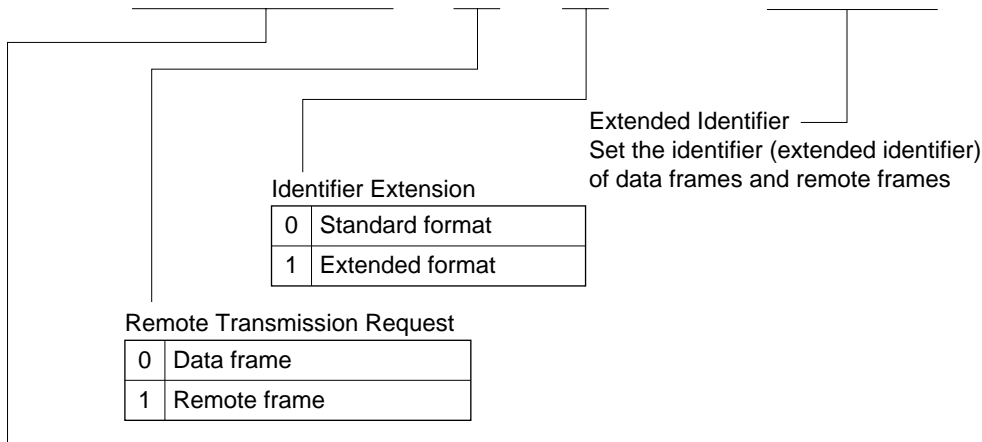 Extended Identifier
Set the identifier (extended identifier)
of data frames and remote frames
Identifier Extension
0 Standard format
1 Extended format
Remote Transmission Request
0 Data frame
1 Remote frame